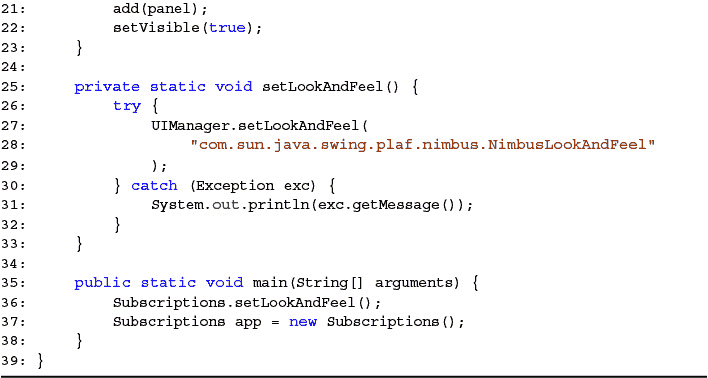 21:         add(panel);
22:         setVisible(true);
23:     }
24:
25:     private static void setLookAndFeel() {
26:         try {
27:             UIManager.setLookAndFeel(
28:                 "com.sun.java.swing.plaf.nimbus.NimbusLookAndFeel"
29:             );
30:         } catch (Exception exc) {
31:             System.out.println(exc.getMessage());
32:         }
33:     }
34:
35:     public static void main(String[] arguments) {
36:         Subscriptions.setLookAndFeel();
37:         Subscriptions app = new Subscriptions();
38:     }
39: }